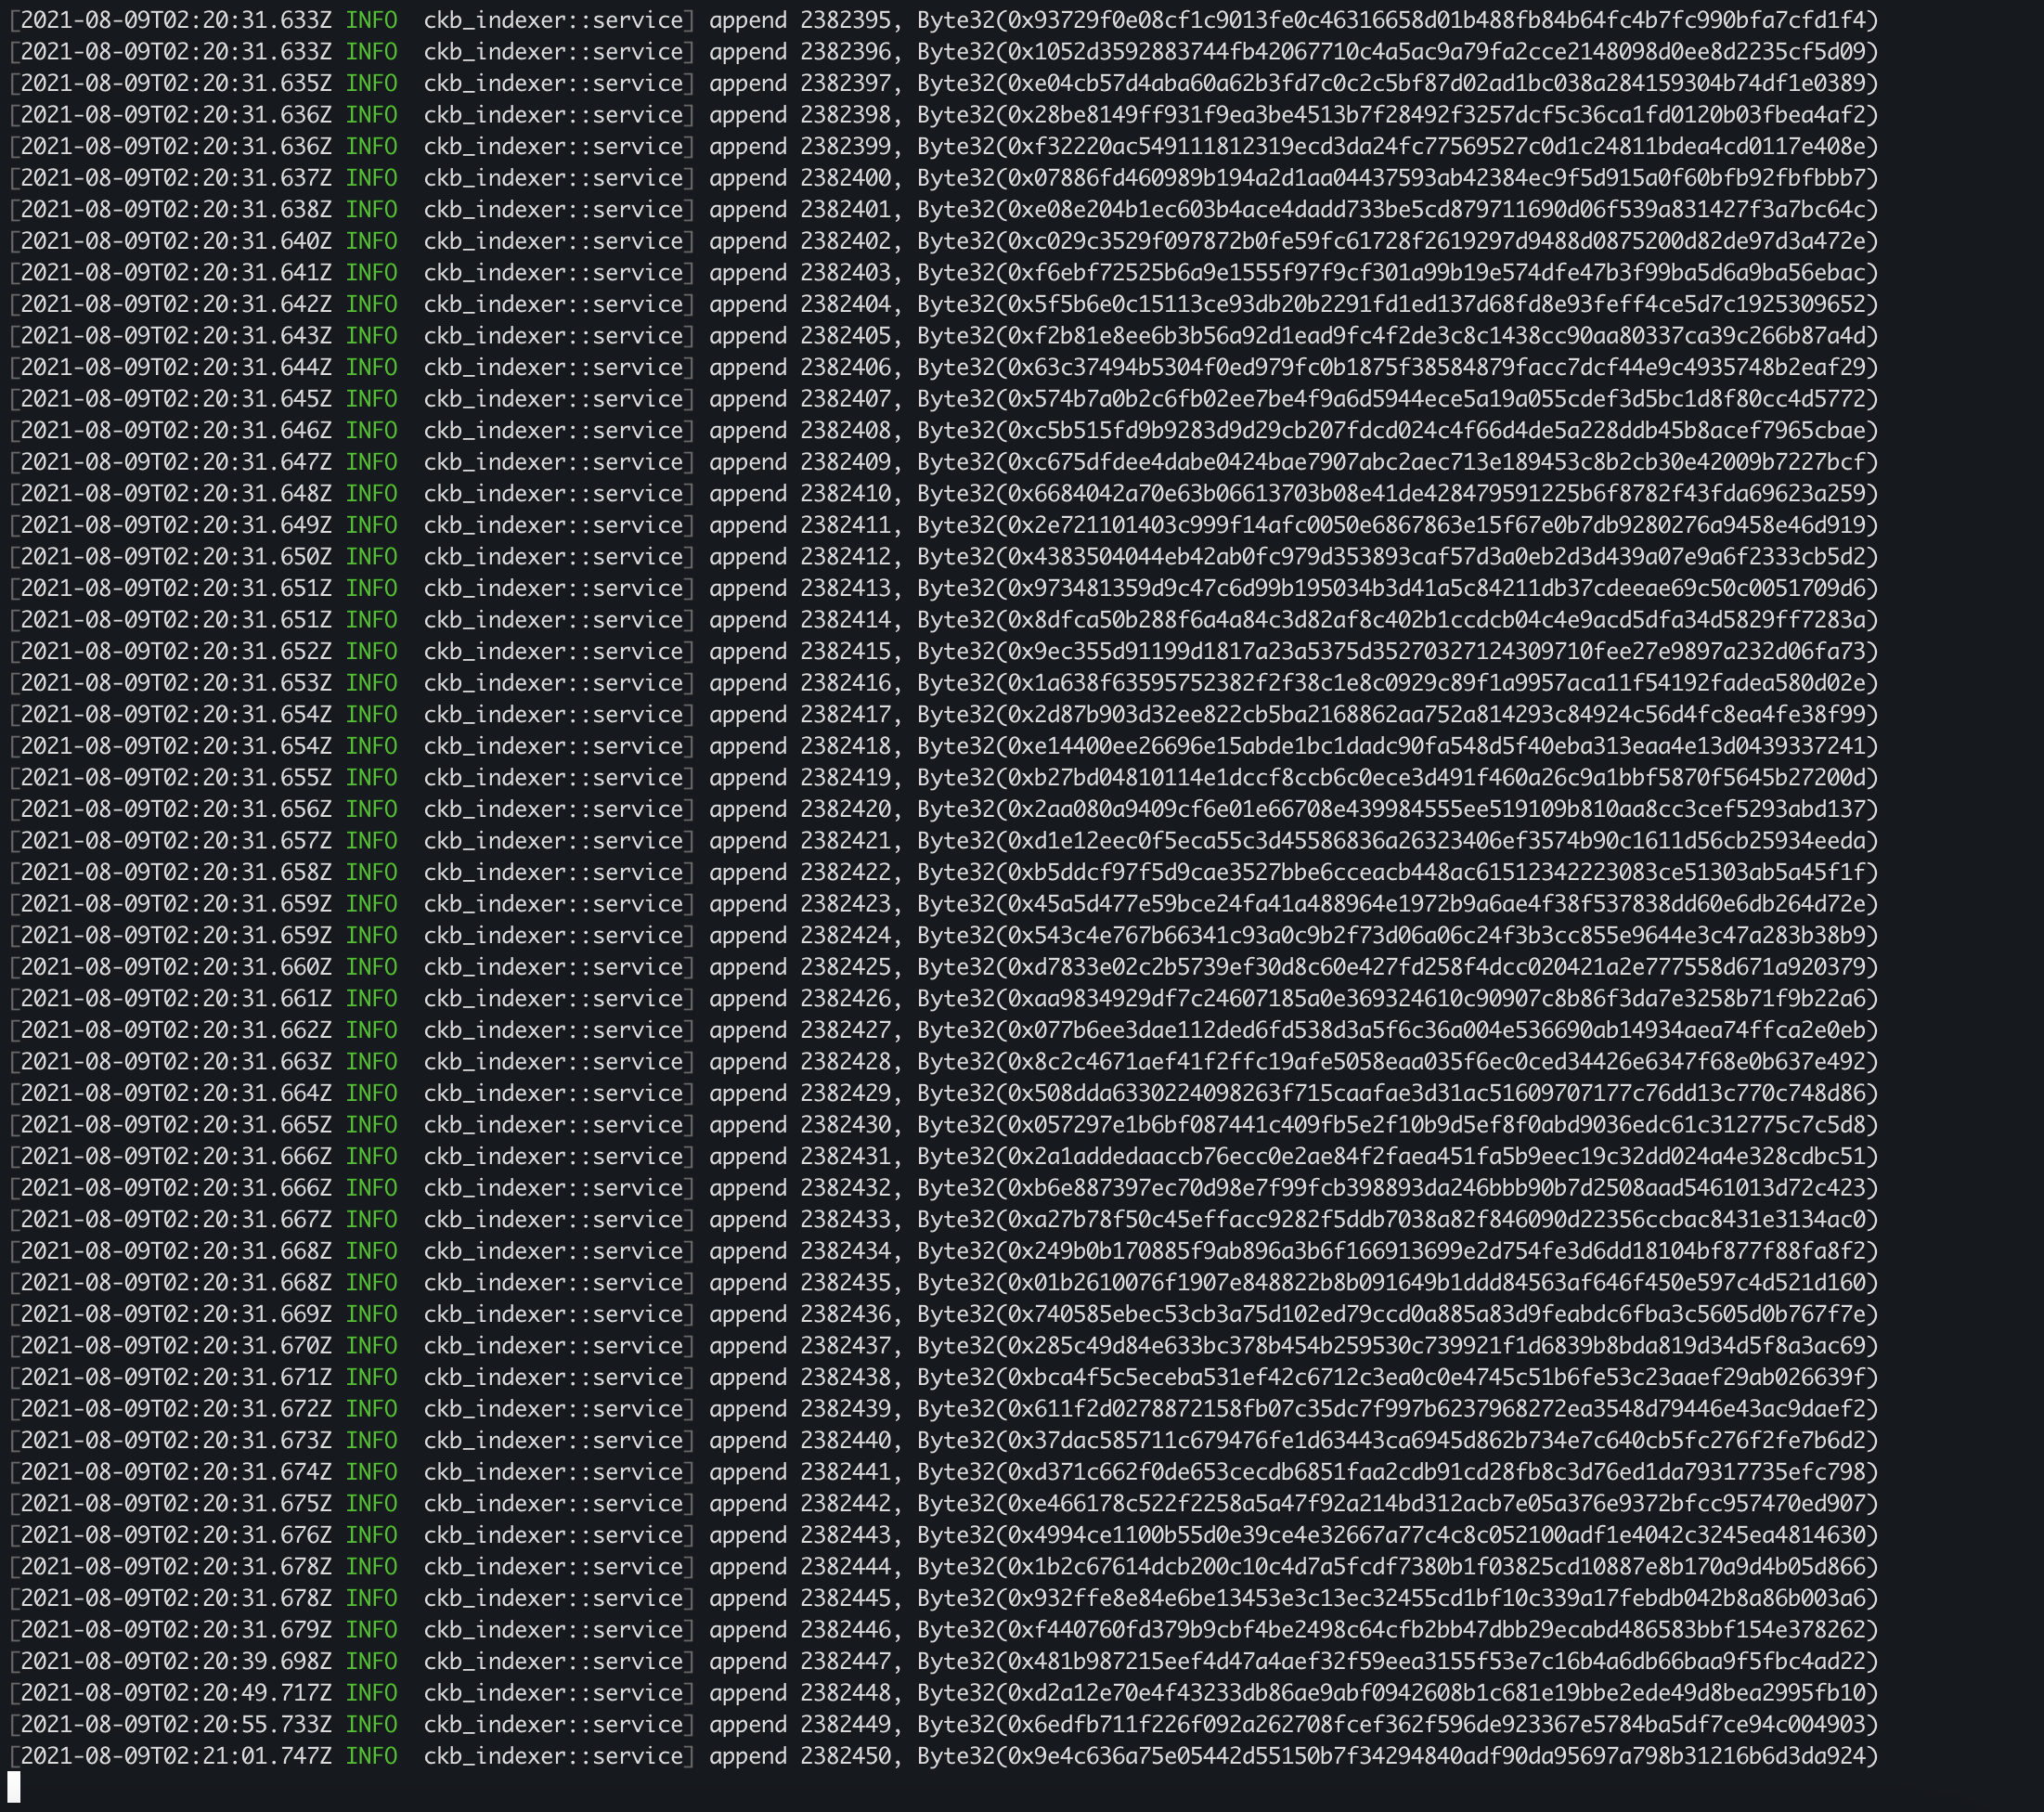 [2021-08-09T02:20:31.633Z INFO  ckb_indexer::service] append 2382395, Byte32(0x93729f0e08cf1c9013fe0c46316658d01b488fb84b64fc4b7fc990bfa7cfd1f4)
[2021-08-09T02:20:31.633Z INFO  ckb_indexer::service] append 2382396, Byte32(0x1052d3592883744fb42067710c4a5ac9a79fa2cce2148098d0ee8d2235cf5d09)
[2021-08-09T02:20:31.635Z INFO  ckb_indexer::service] append 2382397, Byte32(0xe04cb57d4aba60a62b3fd7c0c2c5bf87d02ad1bc038a284159304b74df1e0389)
[2021-08-09T02:20:31.636Z INFO  ckb_indexer::service] append 2382398, Byte32(0x28be8149ff931f9ea3be4513b7f28492f3257dcf5c36ca1fd0120b03fbea4af2)
[2021-08-09T02:20:31.636Z INFO  ckb_indexer::service] append 2382399, Byte32(0xf32220ac549111812319ecd3da24fc77569527c0d1c24811bdea4cd0117e408e)
[2021-08-09T02:20:31.637Z INFO  ckb_indexer::service] append 2382400, Byte32(0x07886fd460989b194a2d1aa04437593ab42384ec9f5d915a0f60bfb92fbfbbb7)
[2021-08-09T02:20:31.638Z INFO  ckb_indexer::service] append 2382401, Byte32(0xe08e204b1ec603b4ace4dadd733be5cd879711690d06f539a831427f3a7bc64c)
[2021-08-09T02:20:31.640Z INFO  ckb_indexer::service] append 2382402, Byte32(0xc029c3529f097872b0fe59fc61728f2619297d9488d0875200d82de97d3a472e)
[2021-08-09T02:20:31.641Z INFO  ckb_indexer::service] append 2382403, Byte32(0xf6ebf72525b6a9e1555f97f9cf301a99b19e574dfe47b3f99ba5d6a9ba56ebac)
[2021-08-09T02:20:31.642Z INFO  ckb_indexer::service] append 2382404, Byte32(0x5f5b6e0c15113ce93db20b2291fd1ed137d68fd8e93feff4ce5d7c1925309652)
[2021-08-09T02:20:31.643Z INFO  ckb_indexer::service] append 2382405, Byte32(0xf2b81e8ee6b3b56a92d1ead9fc4f2de3c8c1438cc90aa80337ca39c266b87a4d)
[2021-08-09T02:20:31.644Z INFO  ckb_indexer::service] append 2382406, Byte32(0x63c37494b5304f0ed979fc0b1875f38584879facc7dcf44e9c4935748b2eaf29)
[2021-08-09T02:20:31.645Z INFO  ckb_indexer::service] append 2382407, Byte32(0x574b7a0b2c6fb02ee7be4f9a6d5944ece5a19a055cdef3d5bc1d8f80cc4d5772)
[2021-08-09T02:20:31.646Z INFO  ckb_indexer::service] append 2382408, Byte32(0xc5b515fd9b9283d9d29cb207fdcd024c4f66d4de5a228ddb45b8acef7965cbae)
[2021-08-09T02:20:31.647Z INFO  ckb_indexer::service] append 2382409, Byte32(0xc675dfdee4dabe0424bae7907abc2aec713e189453c8b2cb30e42009b7227bcf)
[2021-08-09T02:20:31.648Z INFO  ckb_indexer::service] append 2382410, Byte32(0x6684042a70e63b06613703b08e41de428479591225b6f8782f43fda69623a259)
[2021-08-09T02:20:31.649Z INFO  ckb_indexer::service] append 2382411, Byte32(0x2e721101403c999f14afc0050e6867863e15f67e0b7db9280276a9458e46d919)
[2021-08-09T02:20:31.650Z INFO  ckb_indexer::service] append 2382412, Byte32(0x4383504044eb42ab0fc979d353893caf57d3a0eb2d3d439a07e9a6f2333cb5d2)
[2021-08-09T02:20:31.651Z INFO  ckb_indexer::service] append 2382413, Byte32(0x973481359d9c47c6d99b195034b3d41a5c84211db37cdeeae69c50c0051709d6)
[2021-08-09T02:20:31.651Z INFO  ckb_indexer::service] append 2382414, Byte32(0x8dfca50b288f6a4a84c3d82af8c402b1ccdcb04c4e9acd5dfa34d5829ff7283a)
[2021-08-09T02:20:31.652Z INFO  ckb_indexer::service] append 2382415, Byte32(0x9ec355d91199d1817a23a5375d35270327124309710fee27e9897a232d06fa73)
[2021-08-09T02:20:31.653Z INFO  ckb_indexer::service] append 2382416, Byte32(0x1a638f63595752382f2f38c1e8c0929c89f1a9957aca11f54192fadea580d02e)
[2021-08-09T02:20:31.654Z INFO  ckb_indexer::service] append 2382417, Byte32(0x2d87b903d32ee822cb5ba2168862aa752a814293c84924c56d4fc8ea4fe38f99)
[2021-08-09T02:20:31.654Z INFO  ckb_indexer::service] append 2382418, Byte32(0xe14400ee26696e15abde1bc1dadc90fa548d5f40eba313eaa4e13d0439337241)
[2021-08-09T02:20:31.655Z INFO  ckb_indexer::service] append 2382419, Byte32(0xb27bd04810114e1dccf8ccb6c0ece3d491f460a26c9a1bbf5870f5645b27200d)
[2021-08-09T02:20:31.656Z INFO  ckb_indexer::service] append 2382420, Byte32(0x2aa080a9409cf6e01e66708e439984555ee519109b810aa8cc3cef5293abd137)
[2021-08-09T02:20:31.657Z INFO  ckb_indexer::service] append 2382421, Byte32(0xd1e12eec0f5eca55c3d45586836a26323406ef3574b90c1611d56cb25934eeda)
[2021-08-09T02:20:31.658Z INFO  ckb_indexer::service] append 2382422, Byte32(0xb5ddcf97f5d9cae3527bbe6cceacb448ac61512342223083ce51303ab5a45f1f)
[2021-08-09T02:20:31.659Z INFO  ckb_indexer::service] append 2382423, Byte32(0x45a5d477e59bce24fa41a488964e1972b9a6ae4f38f537838dd60e6db264d72e)
[2021-08-09T02:20:31.659Z INFO  ckb_indexer::service] append 2382424, Byte32(0x543c4e767b66341c93a0c9b2f73d06a06c24f3b3cc855e9644e3c47a283b38b9)
[2021-08-09T02:20:31.660Z INFO  ckb_indexer::service] append 2382425, Byte32(0xd7833e02c2b5739ef30d8c60e427fd258f4dcc020421a2e777558d671a920379)
[2021-08-09T02:20:31.661Z INFO  ckb_indexer::service] append 2382426, Byte32(0xaa9834929df7c24607185a0e369324610c90907c8b86f3da7e3258b71f9b22a6)
[2021-08-09T02:20:31.662Z INFO  ckb_indexer::service] append 2382427, Byte32(0x077b6ee3dae112ded6fd538d3a5f6c36a004e536690ab14934aea74ffca2e0eb)
[2021-08-09T02:20:31.663Z INFO  ckb_indexer::service] append 2382428, Byte32(0x8c2c4671aef41f2ffc19afe5058eaa035f6ec0ced34426e6347f68e0b637e492)
[2021-08-09T02:20:31.664Z INFO  ckb_indexer::service] append 2382429, Byte32(0x508dda6330224098263f715caafae3d31ac51609707177c76dd13c770c748d86)
[2021-08-09T02:20:31.665Z INFO  ckb_indexer::service] append 2382430, Byte32(0x057297e1b6bf087441c409fb5e2f10b9d5ef8f0abd9036edc61c312775c7c5d8)
[2021-08-09T02:20:31.666Z INFO  ckb_indexer::service] append 2382431, Byte32(0x2a1addedaaccb76ecc0e2ae84f2faea451fa5b9eec19c32dd024a4e328cdbc51)
[2021-08-09T02:20:31.666Z INFO  ckb_indexer::service] append 2382432, Byte32(0xb6e887397ec70d98e7f99fcb398893da246bbb90b7d2508aad5461013d72c423)
[2021-08-09T02:20:31.667Z INFO  ckb_indexer::service] append 2382433, Byte32(0xa27b78f50c45effacc9282f5ddb7038a82f846090d22356ccbac8431e3134ac0)
[2021-08-09T02:20:31.668Z INFO  ckb_indexer::service] append 2382434, Byte32(0x249b0b170885f9ab896a3b6f166913699e2d754fe3d6dd18104bf877f88fa8f2)
[2021-08-09T02:20:31.668Z INFO  ckb_indexer::service] append 2382435, Byte32(0x01b2610076f1907e848822b8b091649b1ddd84563af646f450e597c4d521d160)
[2021-08-09T02:20:31.669Z INFO  ckb_indexer::service] append 2382436, Byte32(0x740585ebec53cb3a75d102ed79ccd0a885a83d9feabdc6fba3c5605d0b767f7e)
[2021-08-09T02:20:31.670Z INFO  ckb_indexer::service] append 2382437, Byte32(0x285c49d84e633bc378b454b259530c739921f1d6839b8bda819d34d5f8a3ac69)
[2021-08-09T02:20:31.671Z INFO  ckb_indexer::service] append 2382438, Byte32(0xbca4f5c5eceba531ef42c6712c3ea0c0e4745c51b6fe53c23aaef29ab026639f)
[2021-08-09T02:20:31.672Z INFO  ckb_indexer::service] append 2382439, Byte32(0x611f2d0278872158fb07c35dc7f997b6237968272ea3548d79446e43ac9daef2)
[2021-08-09T02:20:31.673Z INFO  ckb_indexer::service] append 2382440, Byte32(0x37dac585711c679476fe1d63443ca6945d862b734e7c640cb5fc276f2fe7b6d2)
[2021-08-09T02:20:31.674Z INFO  ckb_indexer::service] append 2382441, Byte32(0xd371c662f0de653cecdb6851faa2cdb91cd28fb8c3d76ed1da79317735efc798)
[2021-08-09T02:20:31.675Z INFO  ckb_indexer::service] append 2382442, Byte32(0xe466178c522f2258a5a47f92a214bd312acb7e05a376e9372bfcc957470ed907)
[2021-08-09T02:20:31.676Z INFO  ckb_indexer::service] append 2382443, Byte32(0x4994ce1100b55d0e39ce4e32667a77c4c8c052100adf1e4042c3245ea4814630)
[2021-08-09T02:20:31.678Z INFO  ckb_indexer::service] append 2382444, Byte32(0x1b2c67614dcb200c10c4d7a5fcdf7380b1f03825cd10887e8b170a9d4b05d866)
[2021-08-09T02:20:31.678Z INFO  ckb_indexer::service] append 2382445, Byte32(0x932ffe8e84e6be13453e3c13ec32455cd1bf10c339a17febdb042b8a86b003a6)
[2021-08-09T02:20:31.679Z INFO  ckb_indexer::service] append 2382446, Byte32(0xf440760fd379b9cbf4be2498c64cfb2bb47dbb29ecabd486583bbf154e378262)
[2021-08-09T02:20:39.698Z INFO  ckb_indexer::service] append 2382447, Byte32(0x481b987215eef4d47a4aef32f59eea3155f53e7c16b4a6db66baa9f5fbc4ad22)
[2021-08-09T02:20:49.717Z INFO  ckb_indexer::service] append 2382448, Byte32(0xd2a12e70e4f43233db86ae9abf0942608b1c681e19bbe2ede49d8bea2995fb10)
[2021-08-09T02:20:55.733Z INFO  ckb_indexer::service] append 2382449, Byte32(0x6edfb711f226f092a262708fcef362f596de923367e5784ba5df7ce94c004903)
[2021-08-09T02:21:01.747Z INFO  ckb_indexer::service] append 2382450, Byte32(0x9e4c636a75e05442d55150b7f34294840adf90da95697a798b31216b6d3da924)